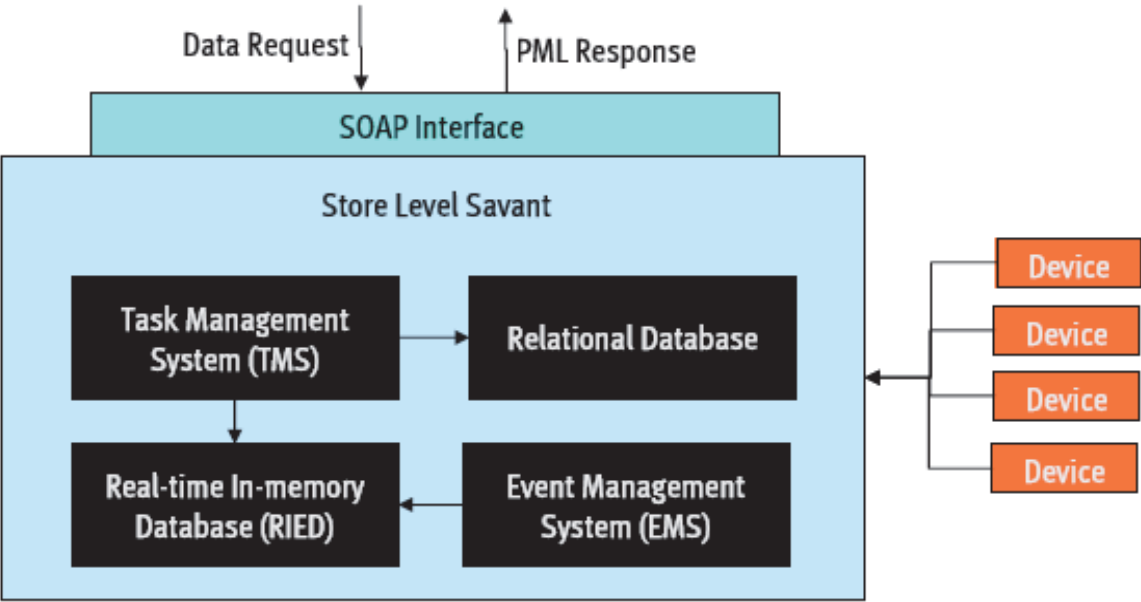 Data Request
PML Response
SOAP Interface
Store Level Savant
Task Management
System (TMS)
Relational Database
Real-time In-memory
Database (RIED)
Event Management
System (EMS)
Device
Device
Device
Device